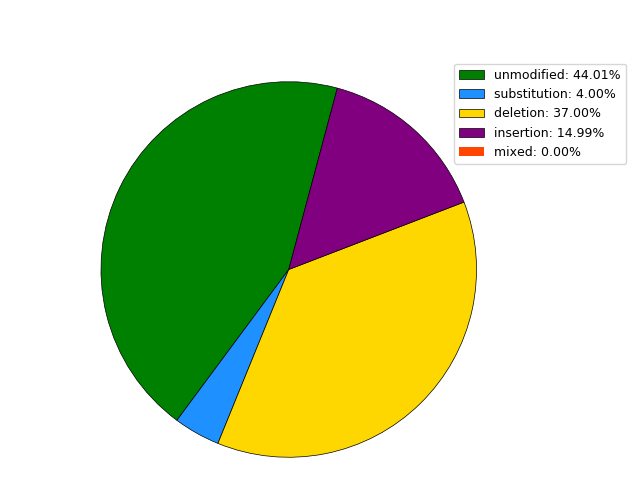 unmodified: 44.01%
substitution: 4.00%
deletion: 37.00%
insertion: 14.99%
mixed: 0.00%